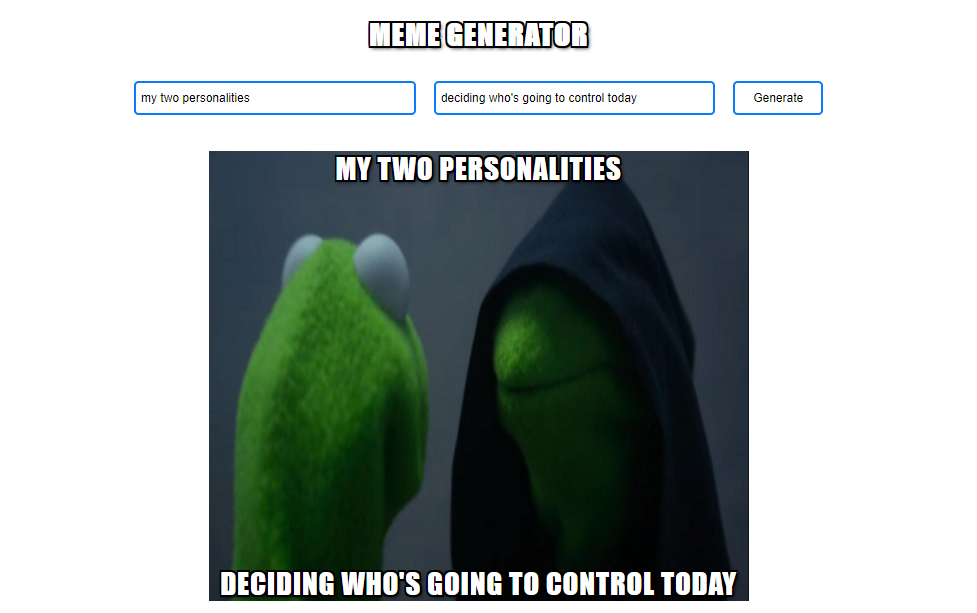 MEME GENERATOR
my two personalities
deciding who's going to control today
Generate
MY TWO PERSONALITIES
DECIDING WHO'S GOING TO CONTROL TODAY